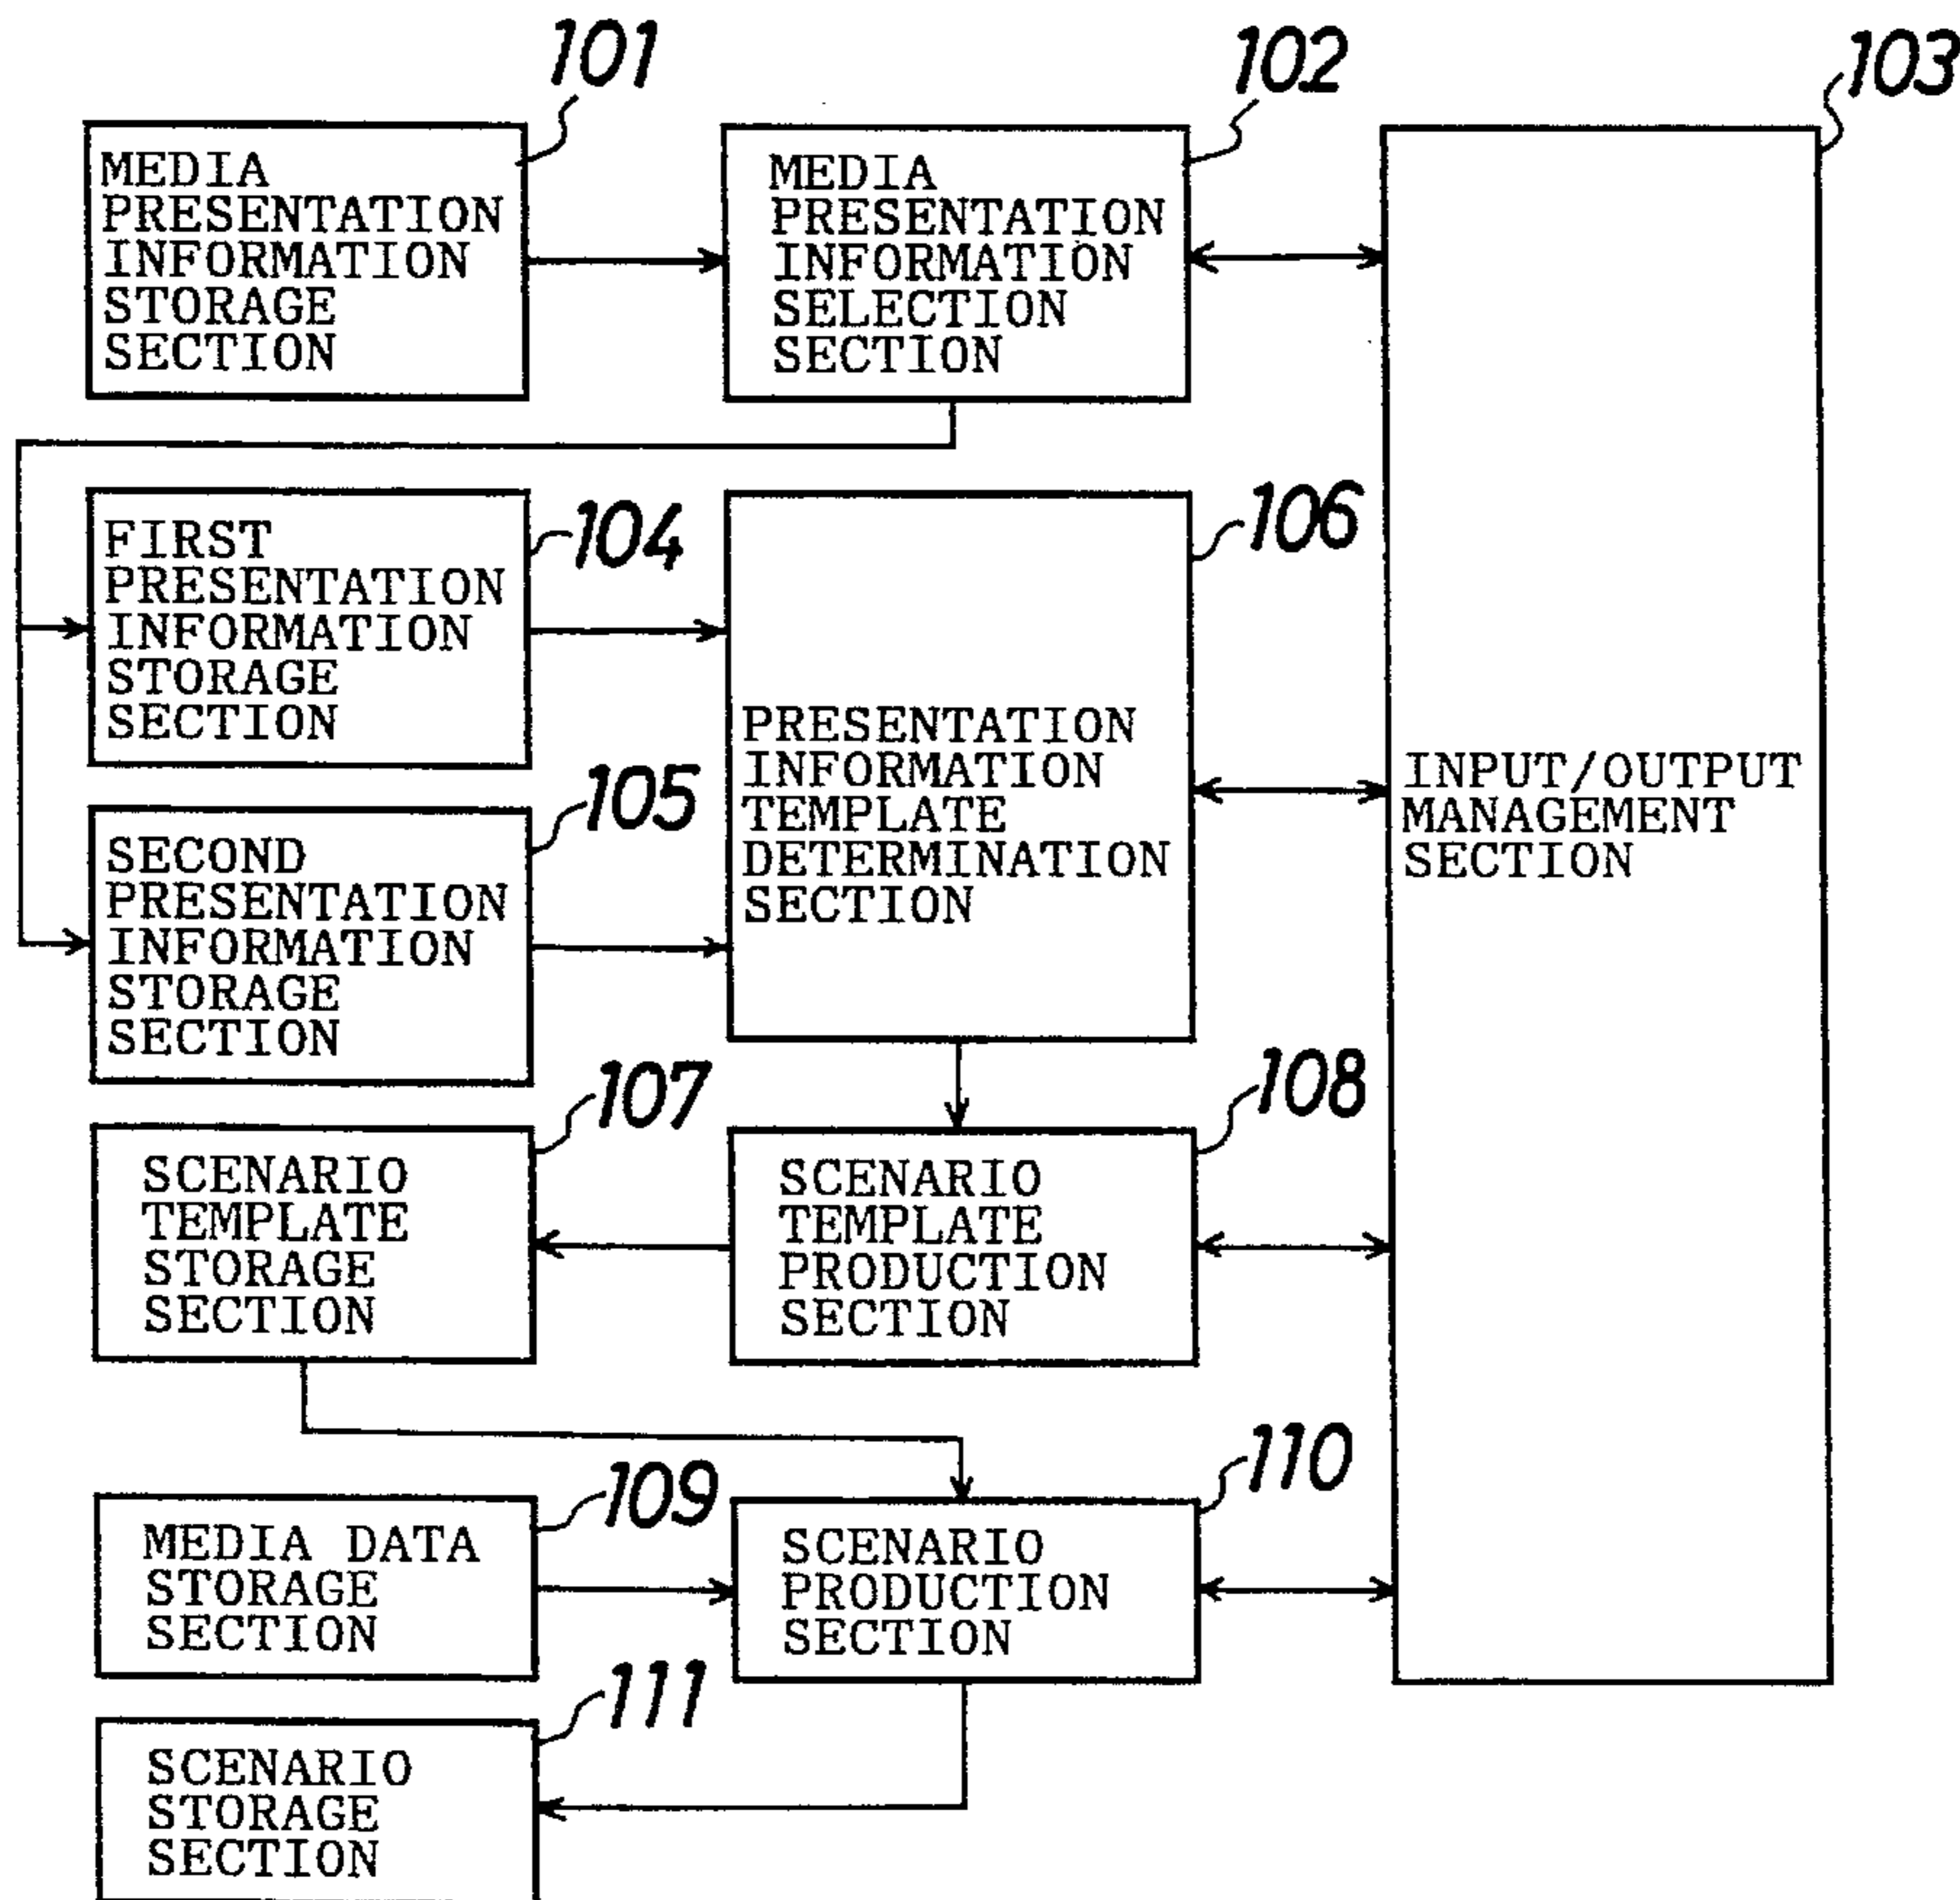 101
MEDIA
PRESENTATION
INFORMATION
STORAGE
SECTION
102
MEDIA
PRESENTATION
INFORMATION
SELECTION
SECTION
103
INPUT/OUTPUT
MANAGEMENT
SECTION
104
FIRST
PRESENTATION
INFORMATION
STORAGE
SECTION
105
SECOND
PRESENTATION
INFORMATION
STORAGE
SECTION
106
PRESENTATION
INFORMATION
TEMPLATE
DETERMINATION
SECTION
107
SCENARIO
TEMPLATE
STORAGE
SECTION
108
SCENARIO
TEMPLATE
PRODUCTION
SECTION
109
MEDIA DATA
STORAGE
SECTION
110
SCENARIO
PRODUCTION
SECTION
111
SCENARIO
STORAGE
SECTION